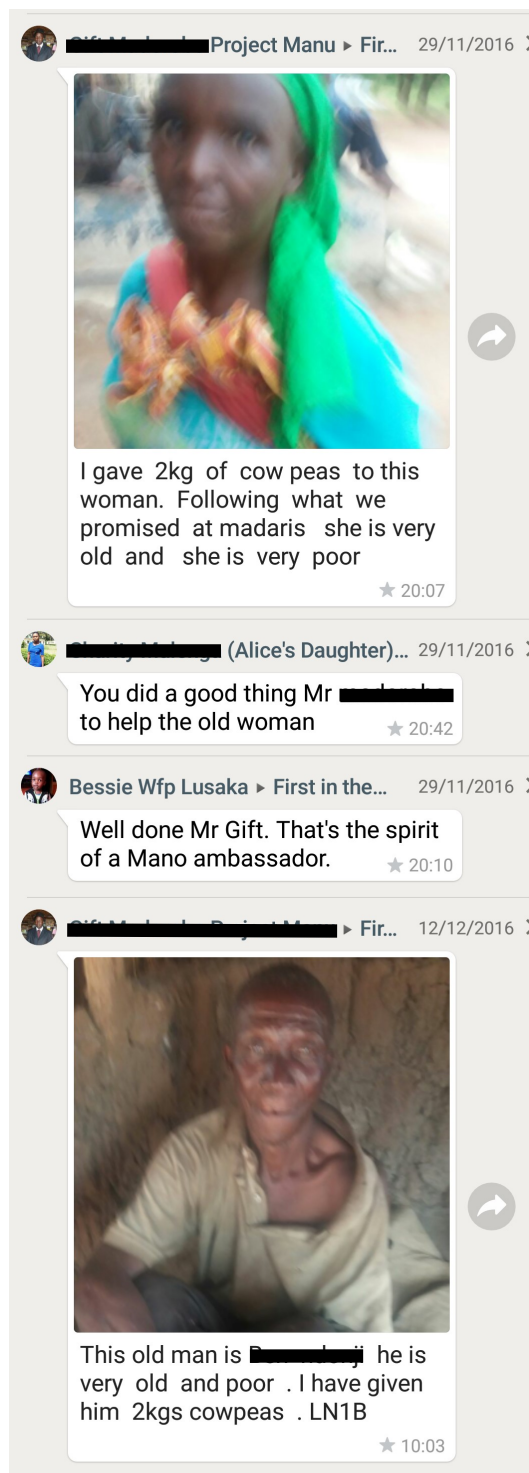 Project Manu ▸ Fir... 29/11/2016
I gave 2kg of cow peas to this
woman. Following what we
promised at madaris she is very
old and she is very poor
20:07
(Alice's Daughter)... 29/11/2016
You did a good thing Mr
to help the old woman
20:42
Bessie Wfp Lusaka ▸ First in the... 29/11/2016
Well done Mr Gift. That's the spirit
of a Mano ambassador.
20:10
▸ Fir... 12/12/2016
This old man is he is
very old and poor . I have given
him 2kgs cowpeas . LN1B
10:03